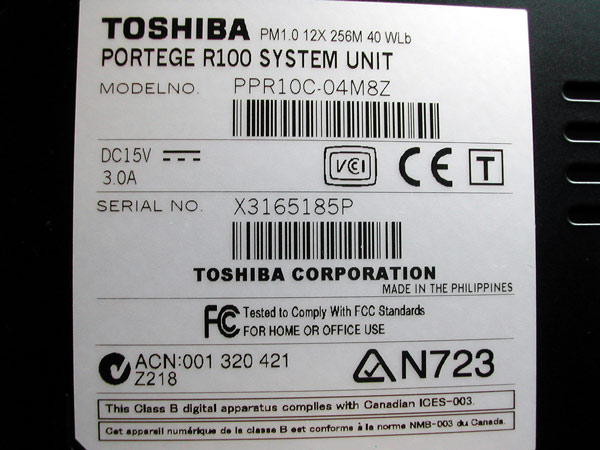 TOSHIBA PM1.0 12X 256M 40 WLb
PORTEGE R100 SYSTEM UNIT
MODELNO. PPR10C-04M8Z
DC15V
3.0A
VCCI CE T
SERIAL NO. X3165185P
TOSHIBA CORPORATION
MADE IN THE PHILIPPINES
FC Tested to Comply With FCC Standards
FOR HOME OR OFFICE USE
ACN:001 320 421
Z218
N723
This Class B digital apparatus complies with Canadian ICES-003.
Cet appareil numérique de la classe B est conforme à la norme NMB-003 du Canada.